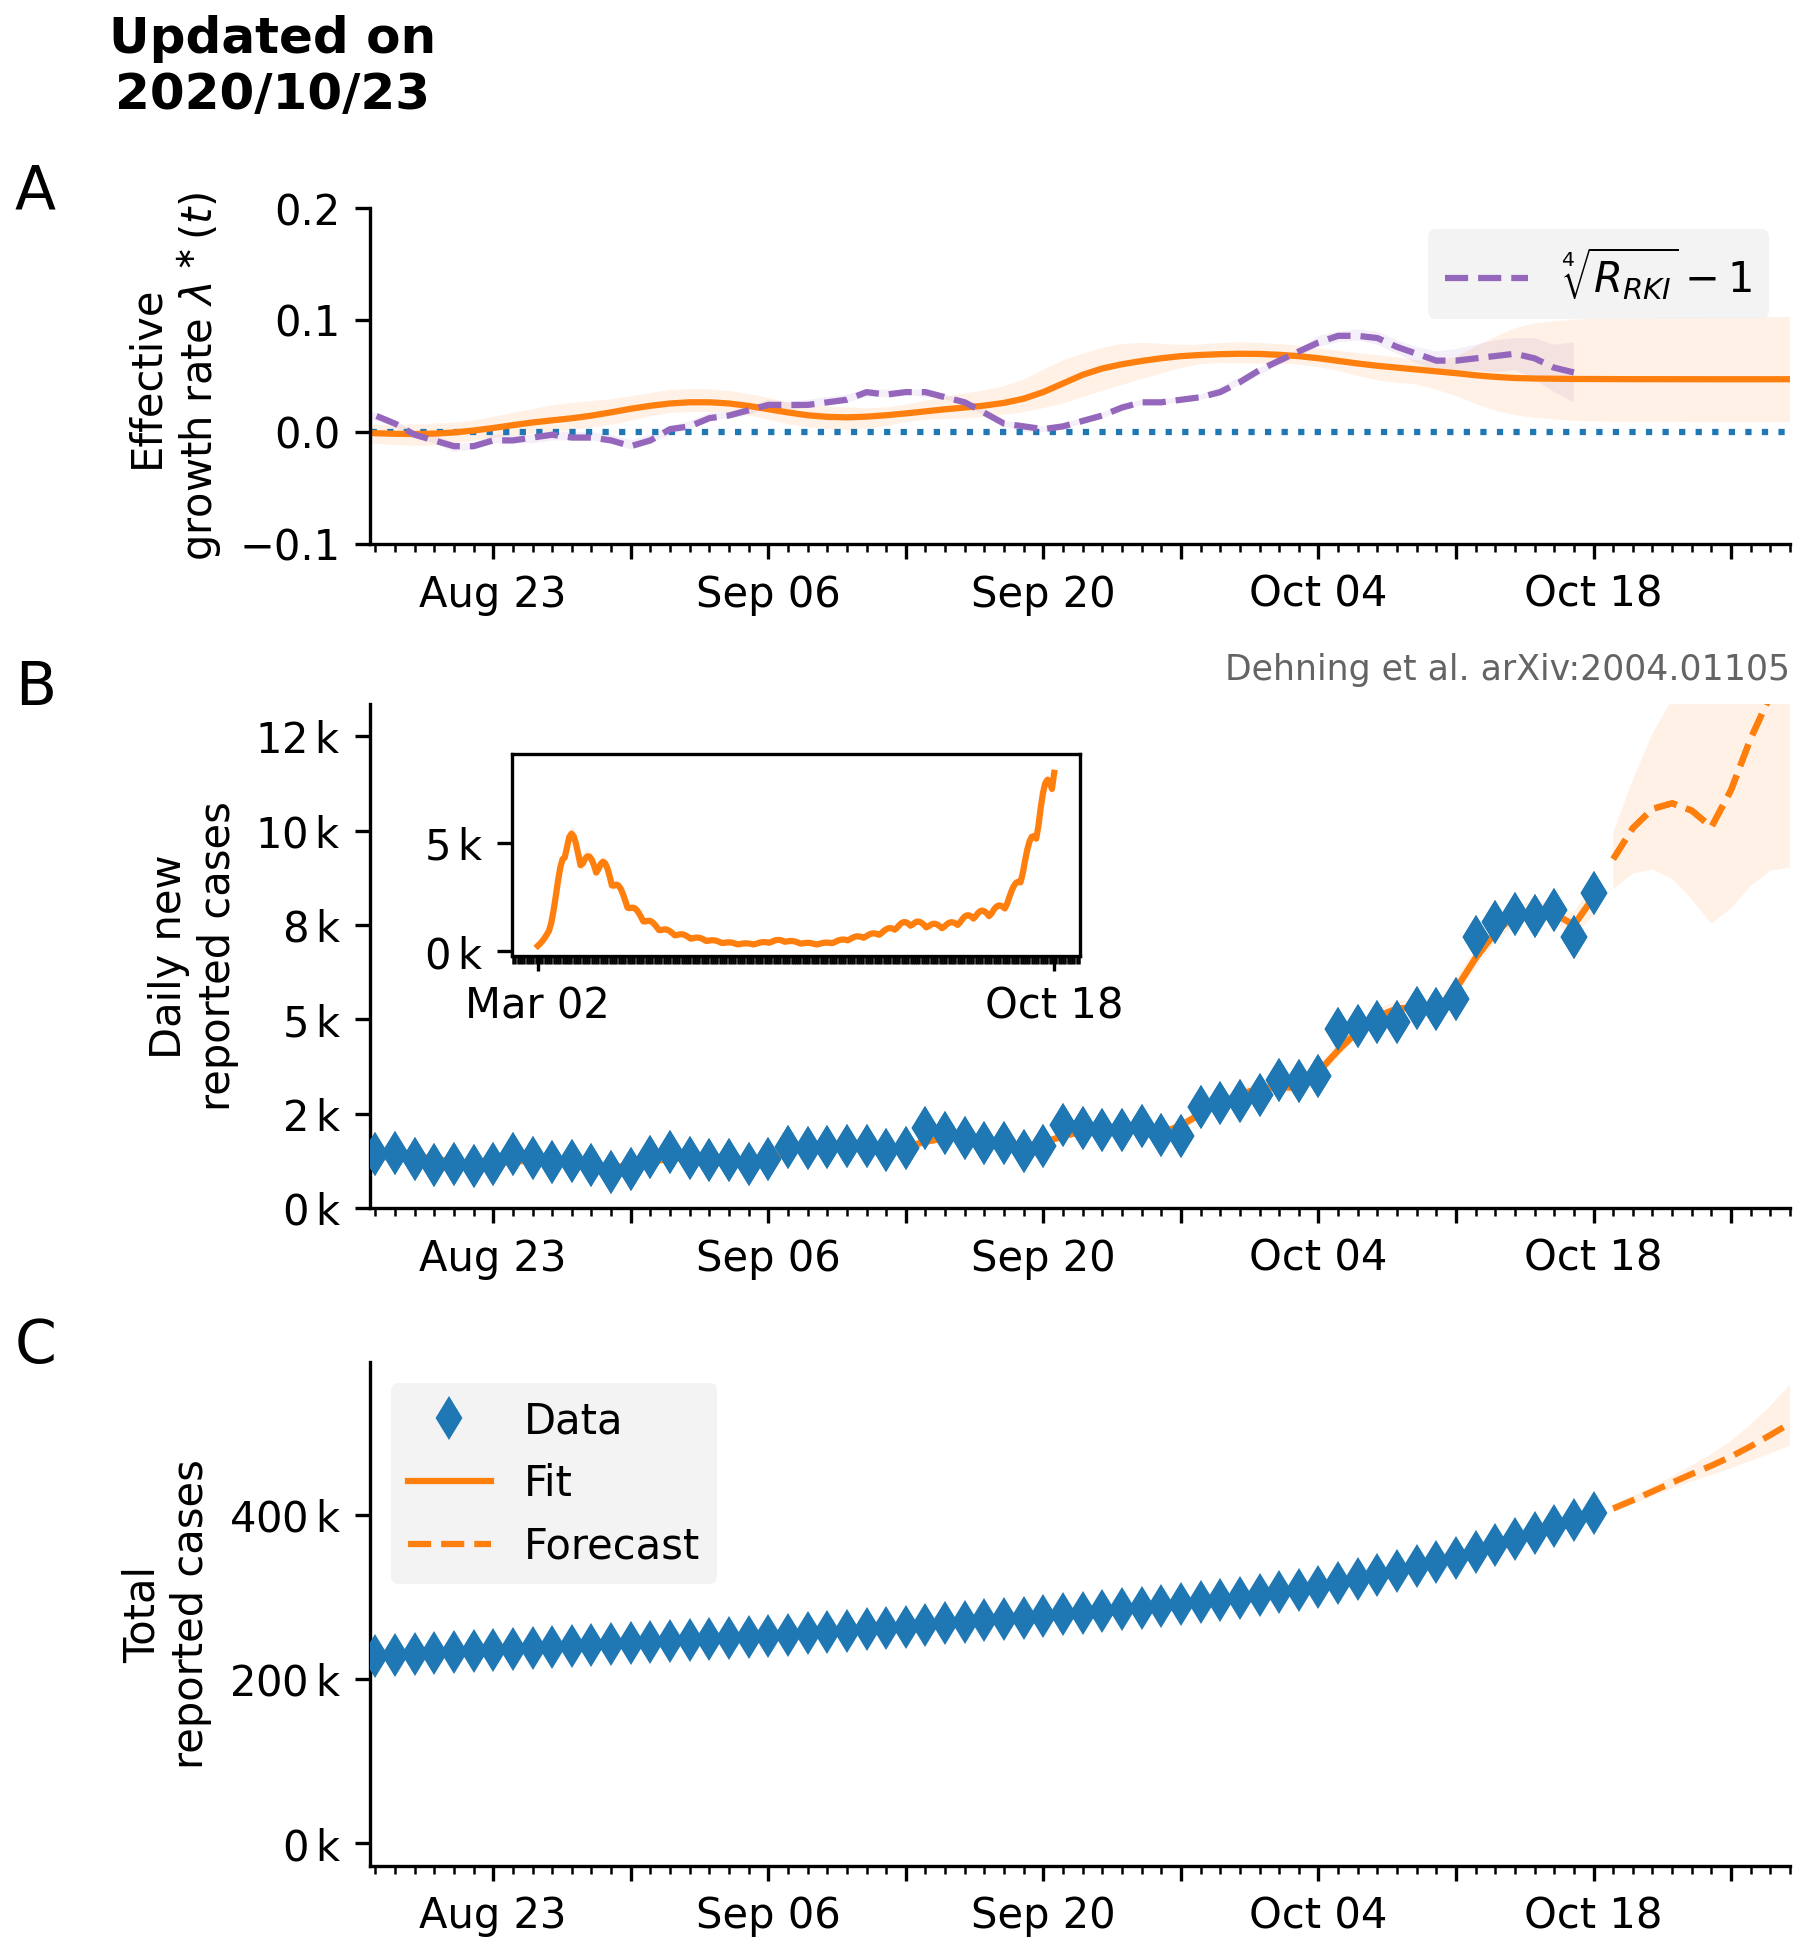 Updated on
2020/10/23
A
Effective
growth rate λ * (t)
0.2
0.1
0.0
−0.1
∜R_RKI − 1
Aug 23 Sep 06 Sep 20 Oct 04 Oct 18
B
Dehning et al. arXiv:2004.01105
Daily new
reported cases
12 k
10 k
8 k
5 k
2 k
0 k
5 k
0 k
Mar 02 Oct 18
Aug 23 Sep 06 Sep 20 Oct 04 Oct 18
C
Total
reported cases
400 k
200 k
0 k
Data
Fit
Forecast
Aug 23 Sep 06 Sep 20 Oct 04 Oct 18